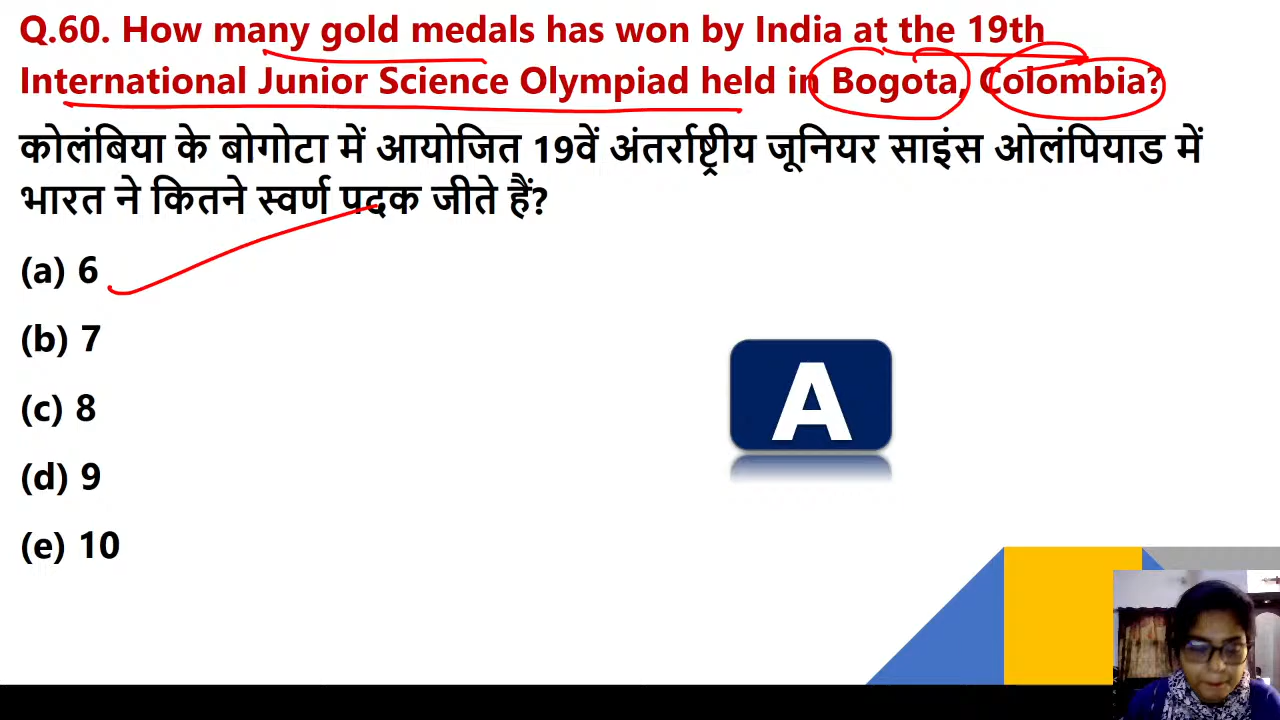 Q.60. How many gold medals has won by India at the 19th
International Junior Science Olympiad held in Bogota, Colombia?
कोलंबिया के बोगोटा में आयोजित 19वें अंतर्राष्ट्रीय जूनियर साइंस ओलंपियाड में
भारत ने कितने स्वर्ण पदक जीते हैं?
(a) 6
(b) 7
(c) 8
(d) 9
(e) 10
A